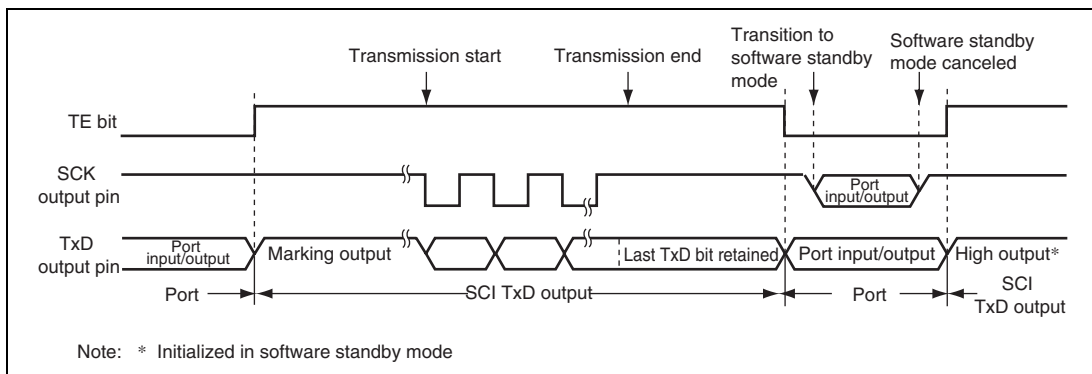 Transmission start
Transmission end
Transition to
software standby
mode
Software standby
mode canceled
TE bit
SCK
output pin
Port
input/output
TxD
output pin
Port
input/output
Marking output
Last TxD bit retained
Port input/output
High output*
Port
SCI TxD output
Port
SCI
TxD output
Note: * Initialized in software standby mode